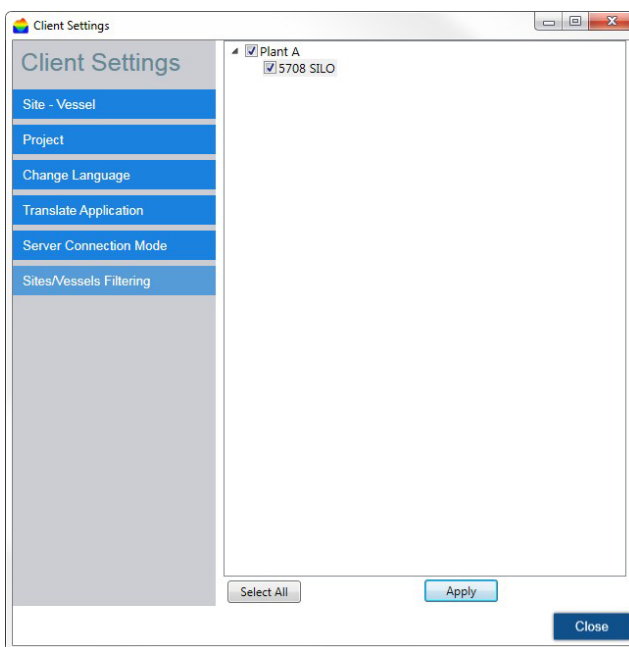 Client Settings
Client Settings
Site - Vessel
Project
Change Language
Translate Application
Server Connection Mode
Sites/Vessels Filtering
Plant A
5708 SILO
Select All
Apply
Close